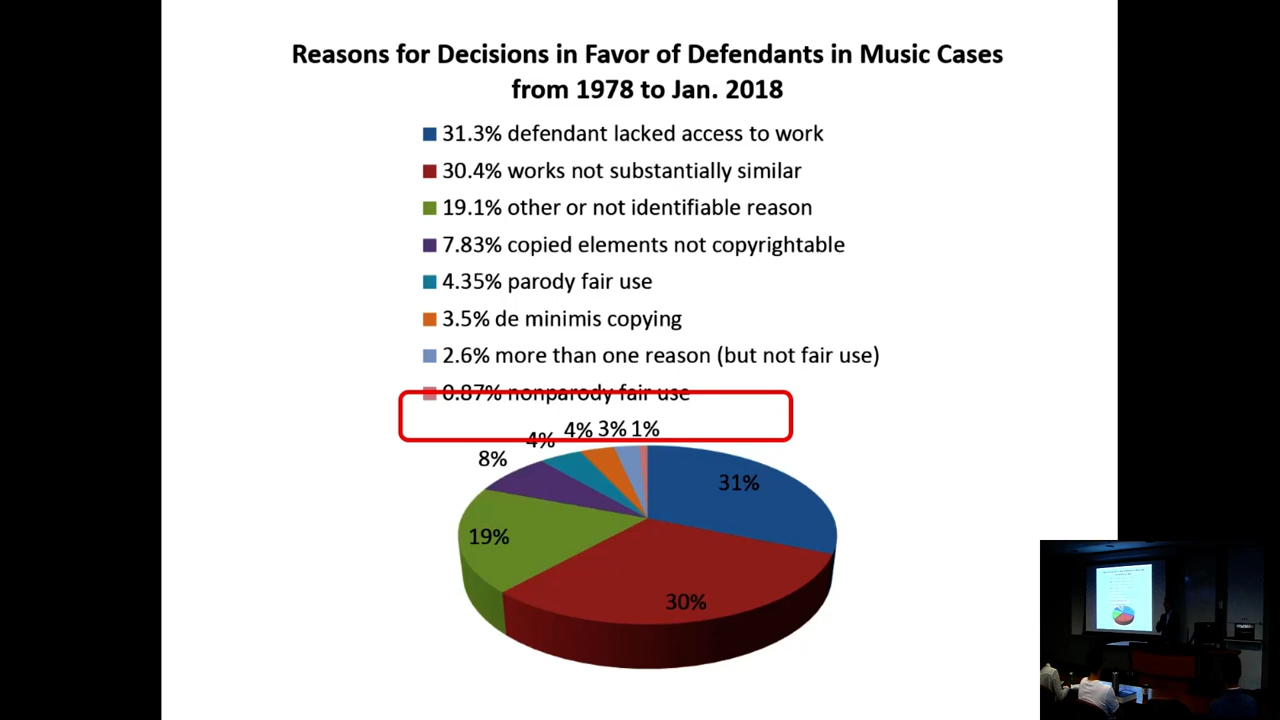 Reasons for Decisions in Favor of Defendants in Music Cases
from 1978 to Jan. 2018
31.3% defendant lacked access to work
30.4% works not substantially similar
19.1% other or not identifiable reason
7.83% copied elements not copyrightable
4.35% parody fair use
3.5% de minimis copying
2.6% more than one reason (but not fair use)
0.87% nonparody fair use
8% 4% 4% 3% 1%
31%
19%
30%